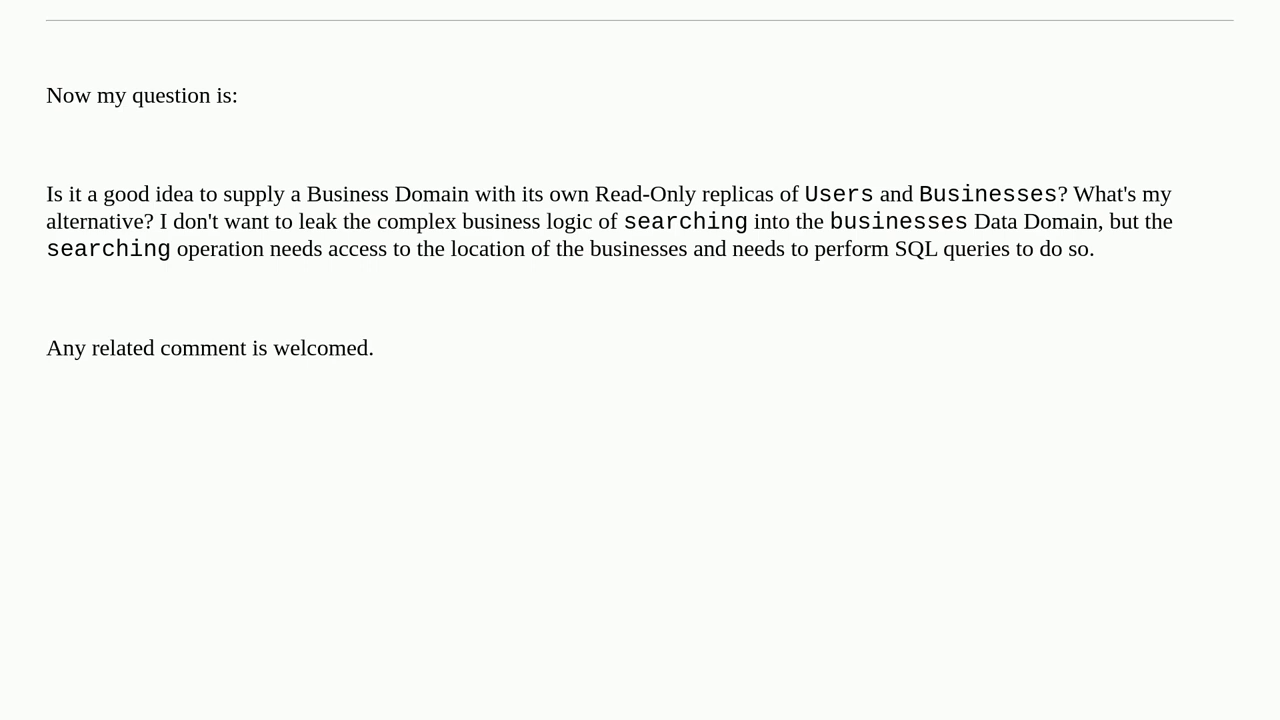 Now my question is:
Is it a good idea to supply a Business Domain with its own Read-Only replicas of Users and Businesses? What's my
alternative? I don't want to leak the complex business logic of searching into the businesses Data Domain, but the
searching operation needs access to the location of the businesses and needs to perform SQL queries to do so.
Any related comment is welcomed.